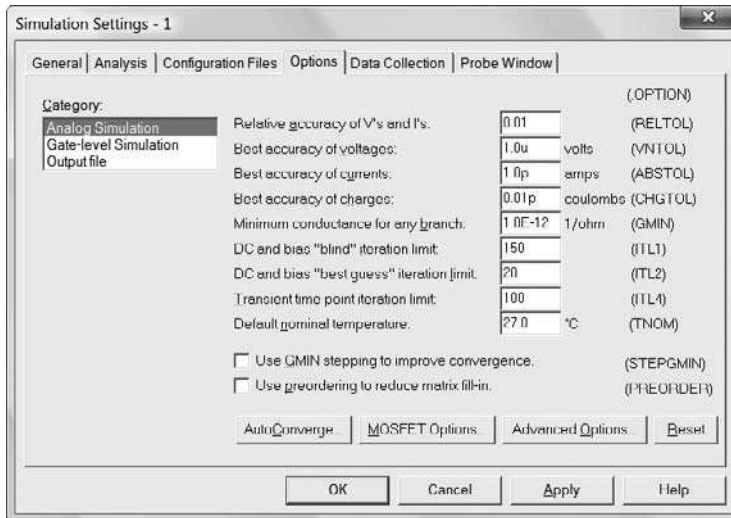 Simulation Settings - 1
General Analysis Configuration Files Options Data Collection Probe Window
(.OPTION)
Category:
Analog Simulation
Gate-level Simulation
Output file
Relative accuracy of V's and I's: 0.01 (RELTOL)
Best accuracy of voltages: 1.0u volts (VNTOL)
Best accuracy of currents: 1.0p amps (ABSTOL)
Best accuracy of charges: 0.01p coulombs (CHGTOL)
Minimum conductance for any branch: 1.0E-12 1/ohm (GMIN)
DC and bias "blind" iteration limit: 150 (ITL1)
DC and bias "best guess" iteration limit: 20 (ITL2)
Transient time point iteration limit: 100 (ITL4)
Default nominal temperature: 27.0 °C (TNOM)
Use GMIN stepping to improve convergence. (STEPGMIN)
Use preordering to reduce matrix fill-in. (PREORDER)
AutoConverge... MOSFET Options... Advanced Options... Reset
OK Cancel Apply Help